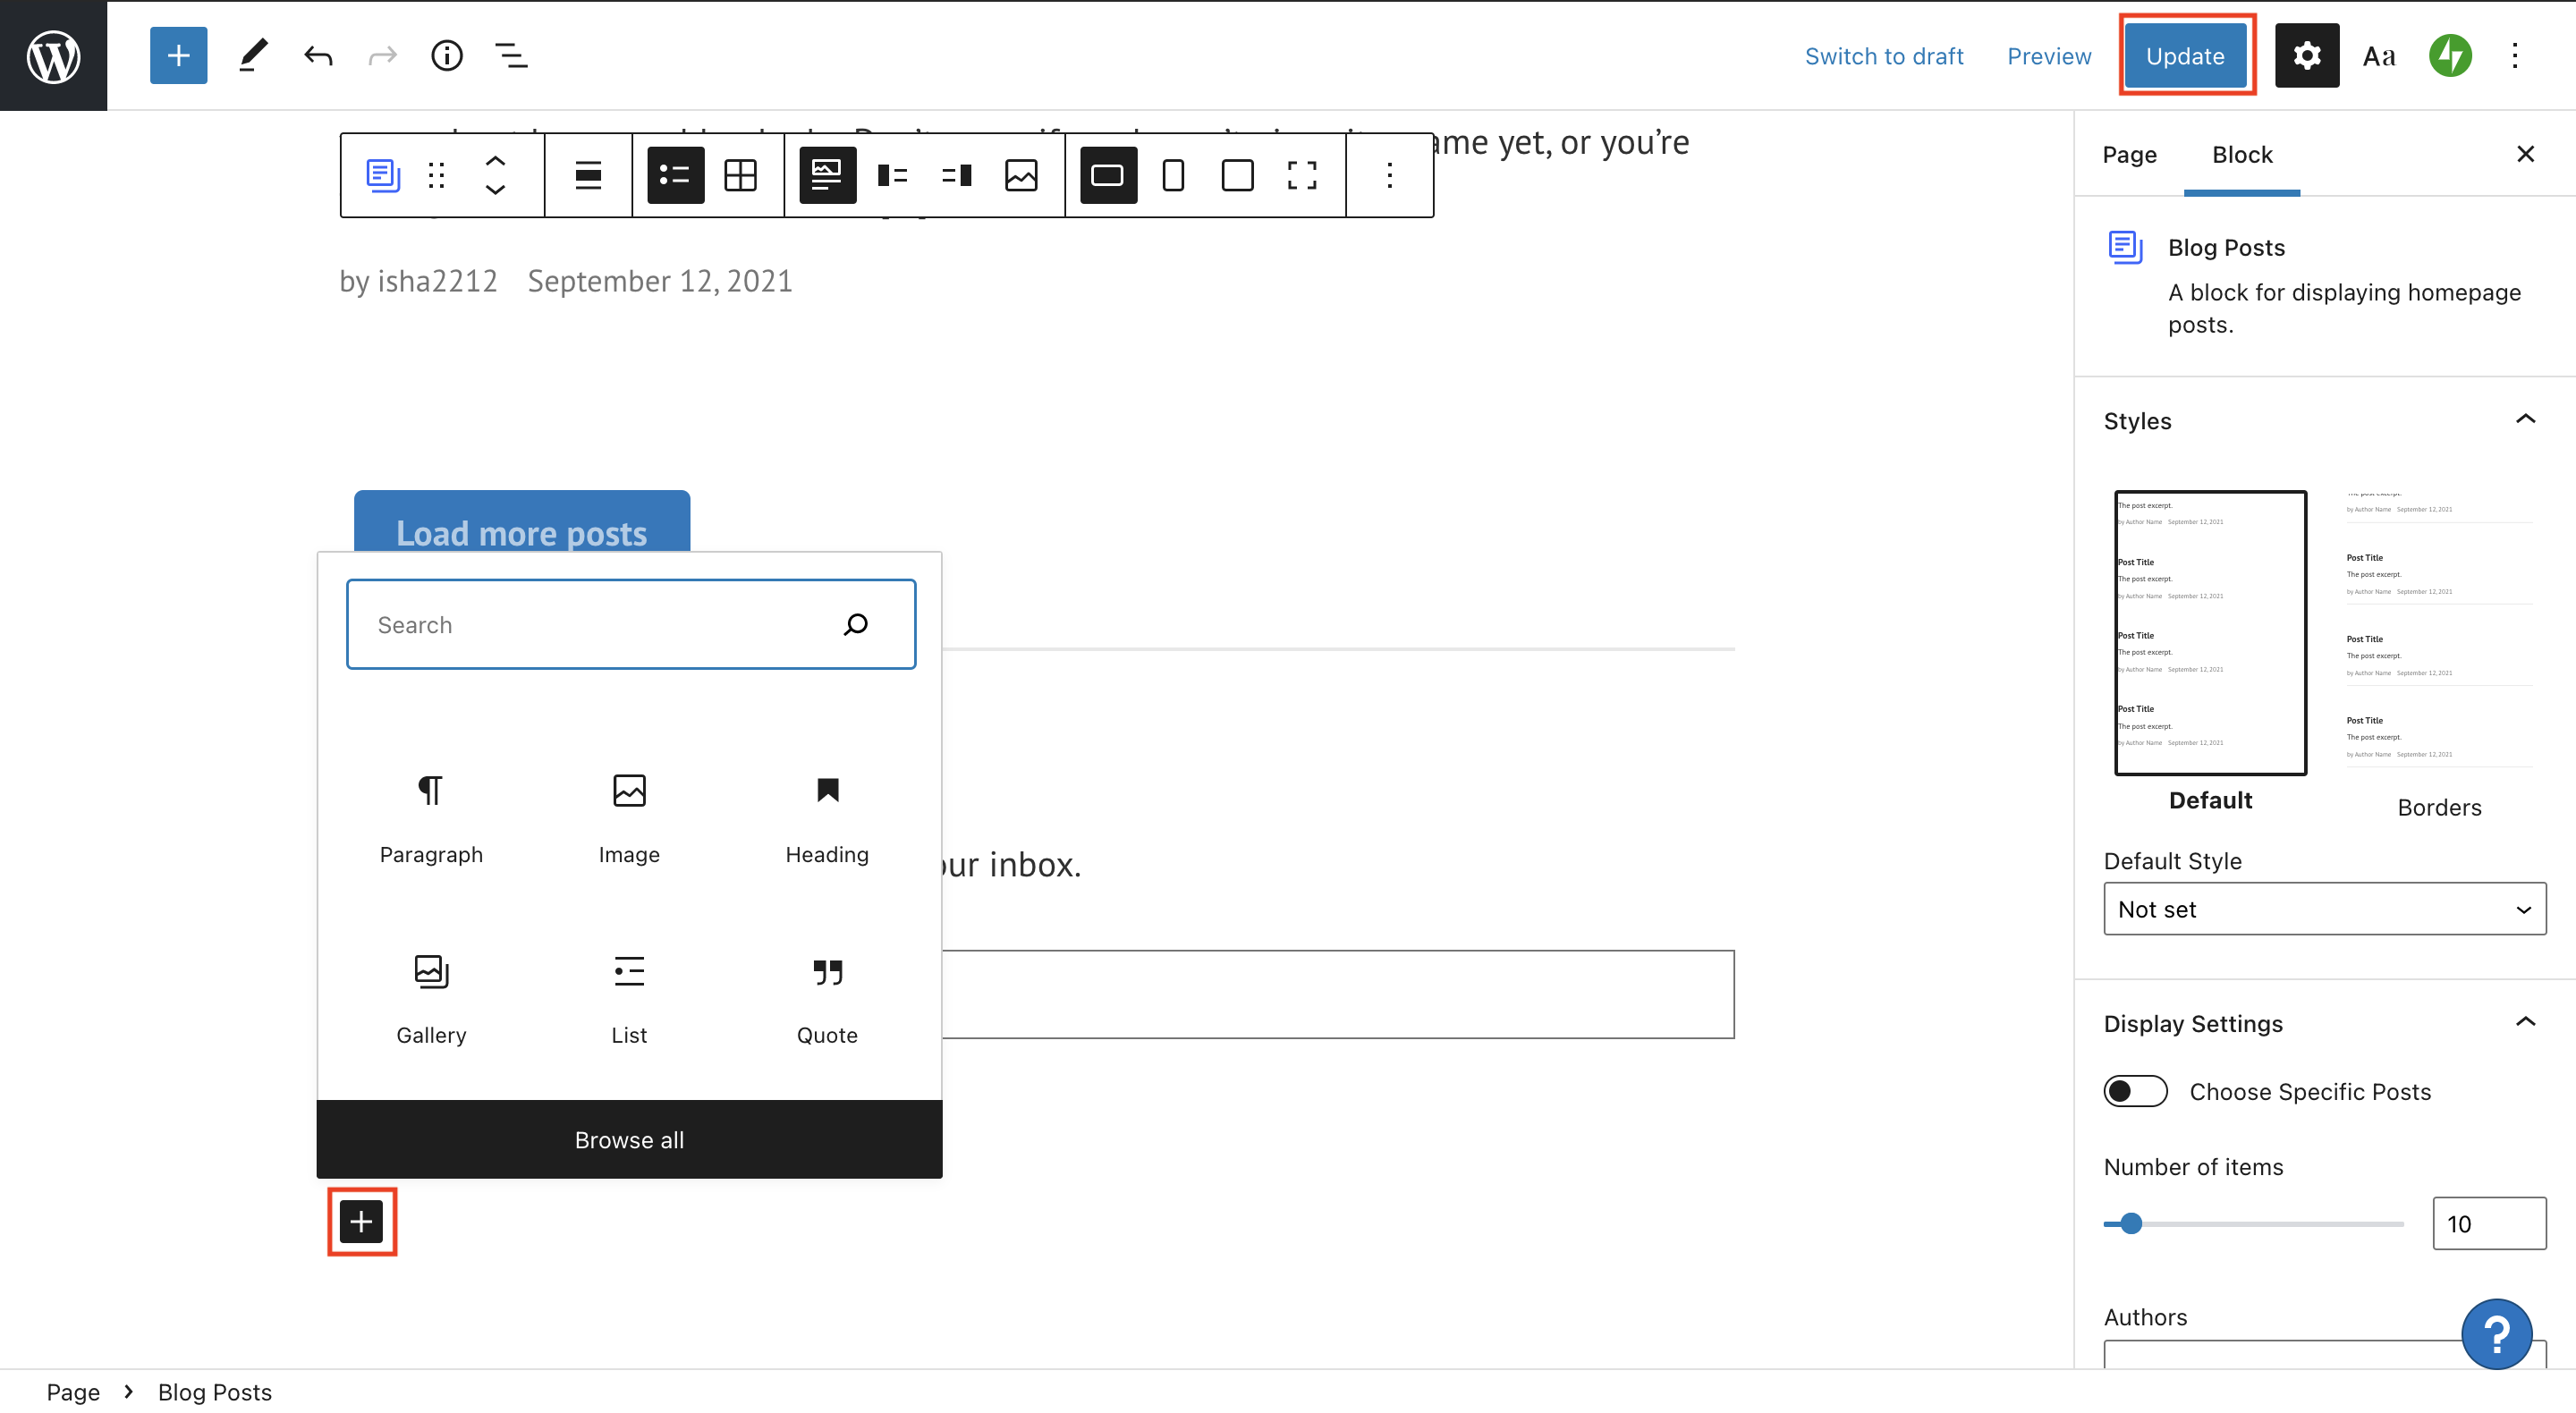 Switch to draft Preview Update Aa
ame yet, or you're
by isha2212 September 12, 2021
Load more posts
Search
Paragraph Image Heading
Gallery List Quote
Browse all
our inbox.
Page Block
Blog Posts
A block for displaying homepage
posts.
Styles
The post excerpt.
by Author Name September 12, 2021
Post Title
The post excerpt.
by Author Name September 12, 2021
Post Title
The post excerpt.
by Author Name September 12, 2021
Post Title
The post excerpt.
by Author Name September 12, 2021
Default
The post excerpt.
by Author Name September 12, 2021
Post Title
The post excerpt.
by Author Name September 12, 2021
Post Title
The post excerpt.
by Author Name September 12, 2021
Post Title
The post excerpt.
by Author Name September 12, 2021
Borders
Default Style
Not set
Display Settings
Choose Specific Posts
Number of items
10
Authors
?
Page > Blog Posts